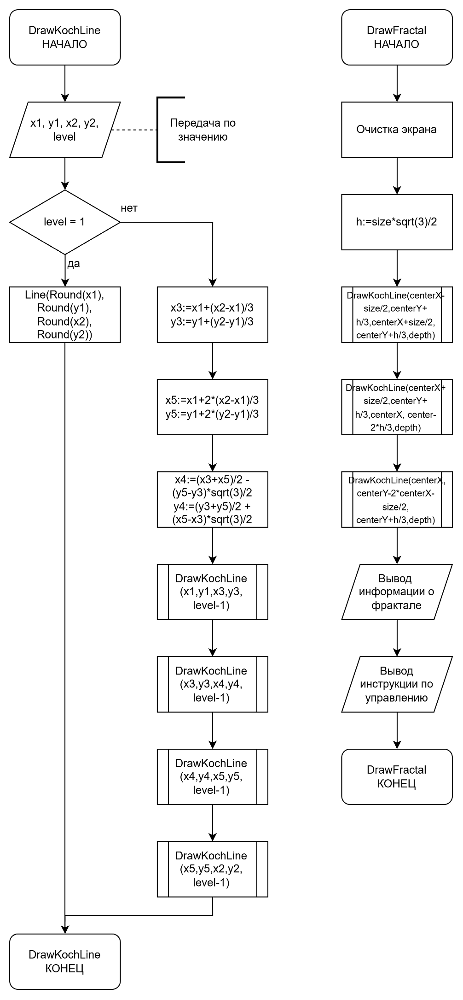 DrawKochLine
НАЧАЛО
x1, y1, x2, y2,
level
Передача по
значению
level = 1
нет
да
Line(Round(x1),
Round(y1),
Round(x2),
Round(y2))
x3:=x1+(x2-x1)/3
y3:=y1+(y2-y1)/3
x5:=x1+2*(x2-x1)/3
y5:=y1+2*(y2-y1)/3
x4:=(x3+x5)/2 -
(y5-y3)*sqrt(3)/2
y4:=(y3+y5)/2 +
(x5-x3)*sqrt(3)/2
DrawKochLine
(x1,y1,x3,y3,
level-1)
DrawKochLine
(x3,y3,x4,y4,
level-1)
DrawKochLine
(x4,y4,x5,y5,
level-1)
DrawKochLine
(x5,y5,x2,y2,
level-1)
DrawKochLine
КОНЕЦ
DrawFractal
НАЧАЛО
Очистка экрана
h:=size*sqrt(3)/2
DrawKochLine(centerX-
size/2,centerY+
h/3,centerX+size/2,
centerY+h/3,depth)
DrawKochLine(centerX+
size/2,centerY+
h/3,centerX, center-
2*h/3,depth)
DrawKochLine(centerX,
centerY-2*centerX-
size/2,
centerY+h/3,depth)
Вывод
информации о
фрактале
Вывод
инструкции по
управлению
DrawFractal
КОНЕЦ